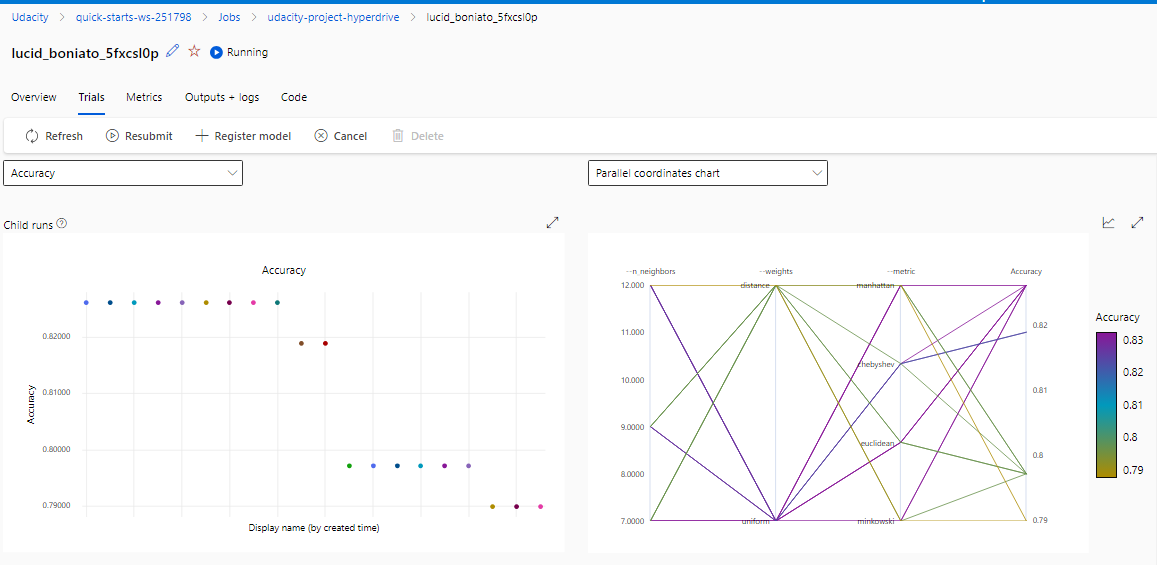 Udacity > quick-starts-ws-251798 > Jobs > udacity-project-hyperdrive > lucid_boniato_5fxcsl0p
lucid_boniato_5fxcsl0p Running
Overview Trials Metrics Outputs + logs Code
Refresh Resubmit Register model Cancel Delete
Accuracy
Parallel coordinates chart
Child runs
Accuracy
0.82000
0.81000
0.80000
0.79000
Accuracy
Display name (by created time)
--n_neighbors --weights --metric Accuracy
12.000 distance manhattan
11.000 0.82
10.000 chebyshev 0.81
9.0000 euclidean 0.8
8.0000
7.0000 uniform minkowski 0.79
Accuracy
0.83
0.82
0.81
0.8
0.79